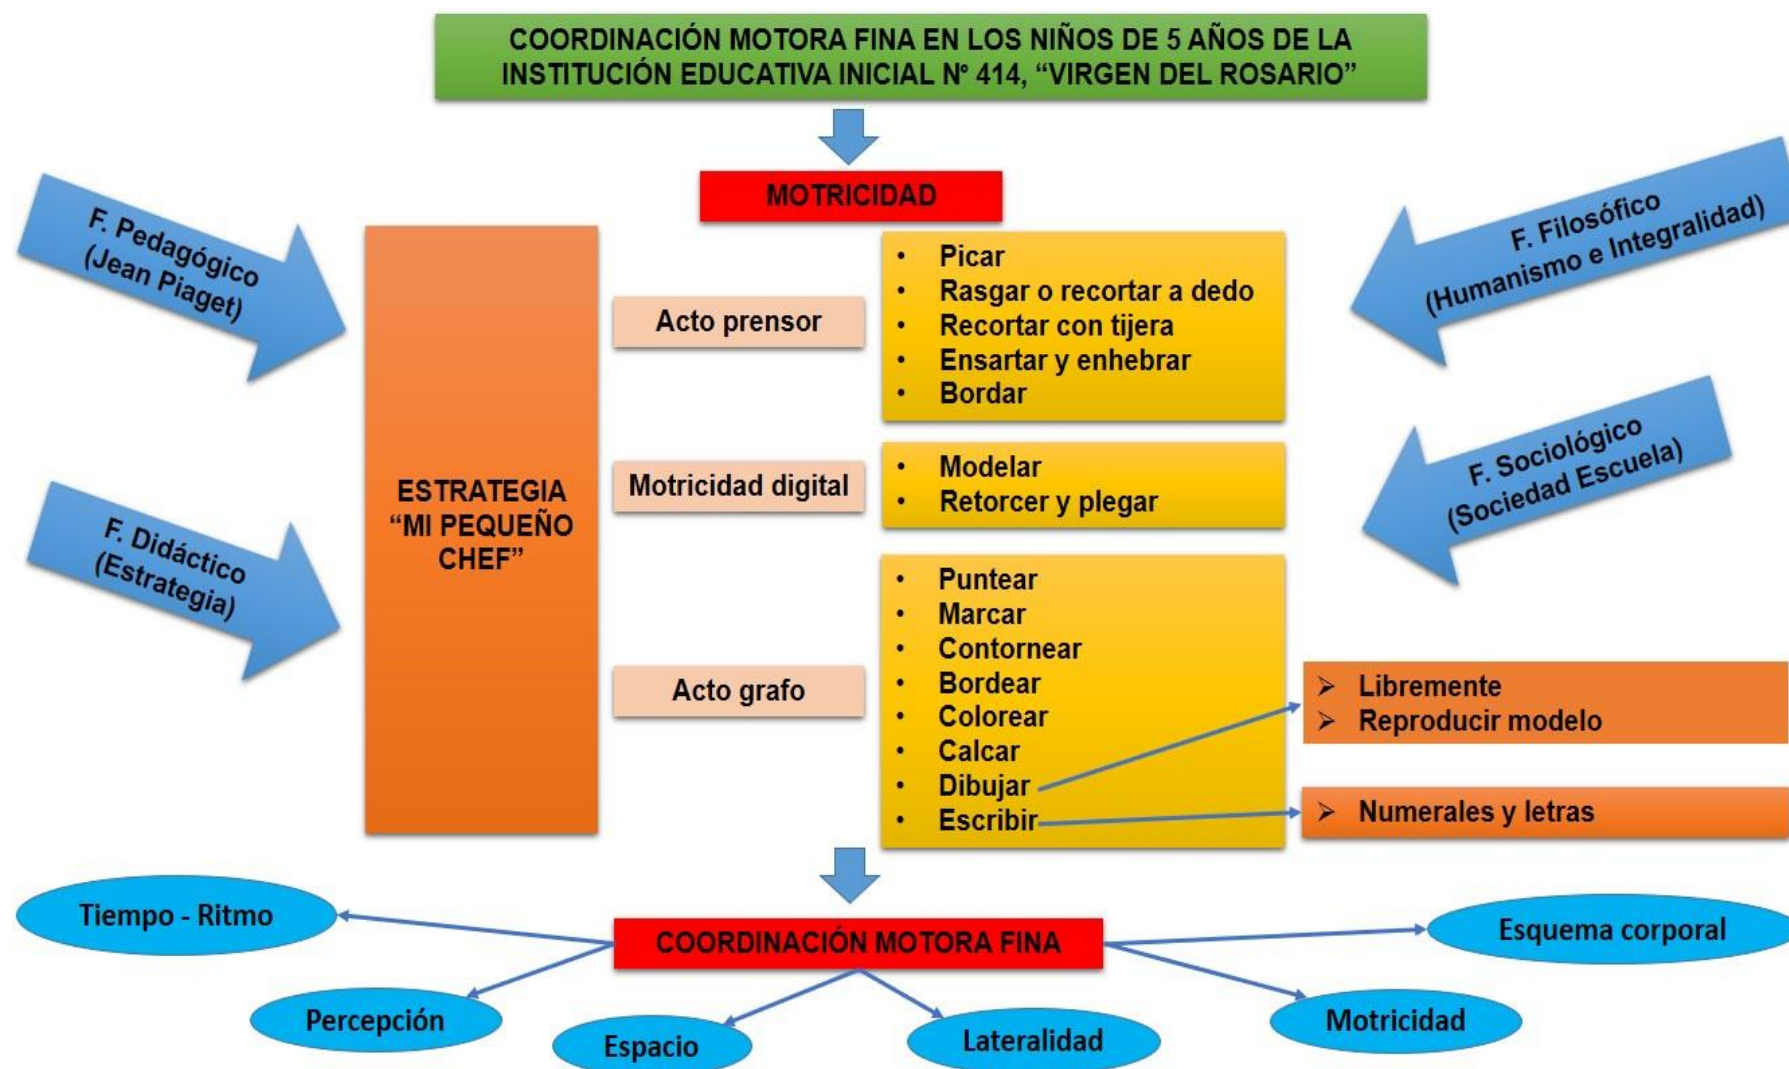 COORDINACIÓN MOTORA FINA EN LOS NIÑOS DE 5 AÑOS DE LA
INSTITUCIÓN EDUCATIVA INICIAL N° 414, “VIRGEN DEL ROSARIO”
MOTRICIDAD
F. Pedagógico
(Jean Piaget)
F. Didáctico
(Estrategia)
ESTRATEGIA
“MI PEQUEÑO
CHEF”
Acto prensor
• Picar
• Rasgar o recortar a dedo
• Recortar con tijera
• Ensartar y enhebrar
• Bordar
Motricidad digital
• Modelar
• Retorcer y plegar
Acto grafo
• Puntear
• Marcar
• Contornear
• Bordear
• Colorear
• Calcar
• Dibujar
• Escribir
➢ Libremente
➢ Reproducir modelo
➢ Numerales y letras
F. Filosófico
(Humanismo e Integralidad)
F. Sociológico
(Sociedad Escuela)
COORDINACIÓN MOTORA FINA
Tiempo - Ritmo
Percepción
Espacio
Lateralidad
Motricidad
Esquema corporal